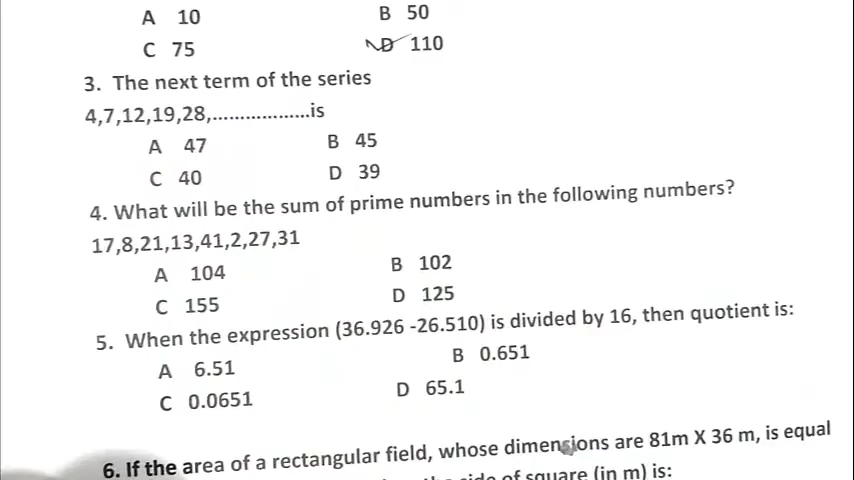 A 10 B 50
C 75 D 110
3. The next term of the series
4,7,12,19,28,..................is
A 47 B 45
C 40 D 39
4. What will be the sum of prime numbers in the following numbers?
17,8,21,13,41,2,27,31
A 104 B 102
C 155 D 125
5. When the expression (36.926 -26.510) is divided by 16, then quotient is:
A 6.51 B 0.651
C 0.0651 D 65.1
6. If the area of a rectangular field, whose dimensions are 81m X 36 m, is equal
side of square (in m) is: